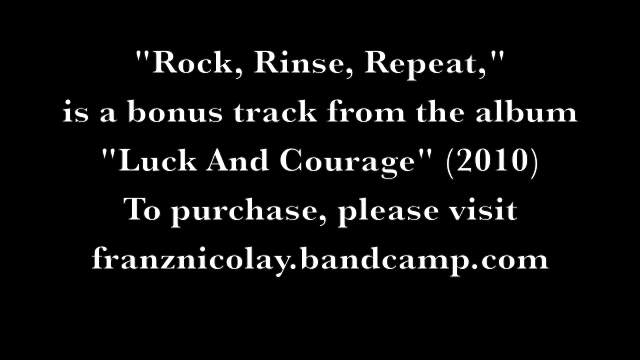 "Rock, Rinse, Repeat,"
is a bonus track from the album
"Luck And Courage" (2010)
To purchase, please visit
franznicolay.bandcamp.com